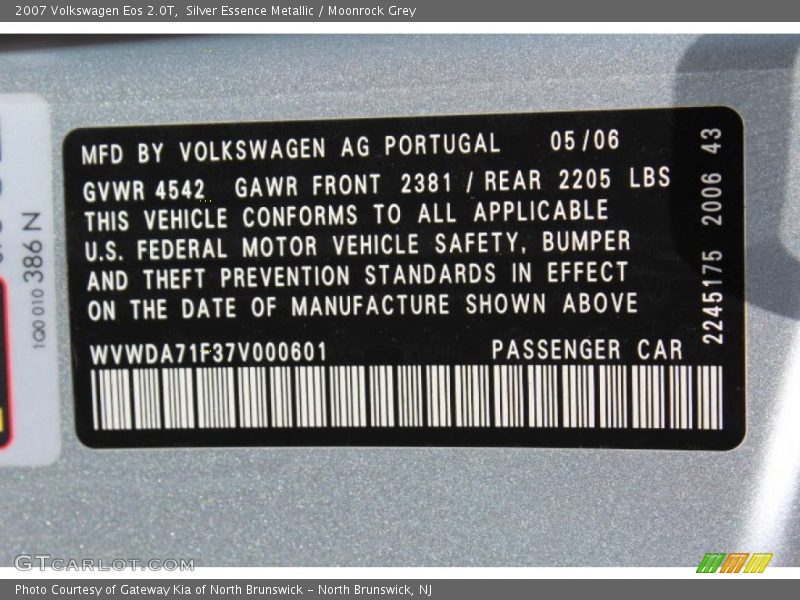 2007 Volkswagen Eos 2.0T,  Silver Essence Metallic / Moonrock Grey
MFD BY VOLKSWAGEN AG PORTUGAL 05/06
GVWR 4542 GAWR FRONT 2381 / REAR 2205 LBS
THIS VEHICLE CONFORMS TO ALL APPLICABLE
U.S. FEDERAL MOTOR VEHICLE SAFETY, BUMPER
AND THEFT PREVENTION STANDARDS IN EFFECT
ON THE DATE OF MANUFACTURE SHOWN ABOVE
WVWDA71F37V000601 PASSENGER CAR
2245175 2006 43
1Q0 010 386 N
GTCARLOT.COM
Photo Courtesy of Gateway Kia of North Brunswick - North Brunswick, NJ